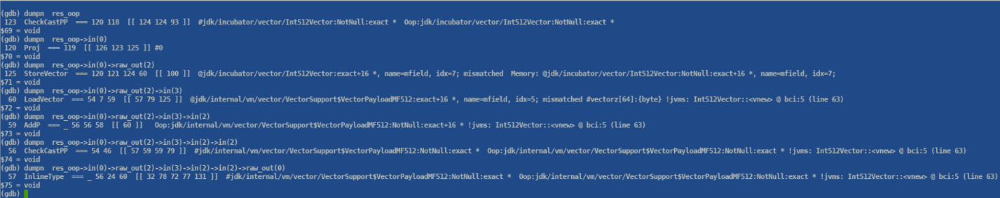 (gdb) dumpn  res_oop
 123  CheckCastPP  === 120 118  [[ 124 124 93 ]]  #jdk/incubator/vector/Int512Vector:NotNull:exact *  Oop:jdk/incubator/vector/Int512Vector:NotNull:exact *
$69 = void
(gdb) dumpn  res_oop->in(0)
 120  Proj  === 119  [[ 126 123 125 ]] #0
$70 = void
(gdb) dumpn  res_oop->in(0)->raw_out(2)
 125  StoreVector  === 120 121 124 60  [[ 100 ]]  @jdk/incubator/vector/Int512Vector:exact+16 *, name=mfield, idx=7; mismatched  Memory: @jdk/incubator/vector/Int512Vector:NotNull:exact+16 *, name=mfield, idx=7;
$71 = void
(gdb) dumpn  res_oop->in(0)->raw_out(2)->in(3)
  60  LoadVector  === 54 7 59  [[ 57 79 125 ]]  @jdk/internal/vm/vector/VectorSupport$VectorPayloadMF512:exact+16 *, name=mfield, idx=5; mismatched #vectorz[64]:{byte} !jvms: Int512Vector::<vnew> @ bci:5 (line 63)
$72 = void
(gdb) dumpn  res_oop->in(0)->raw_out(2)->in(3)->in(2)
  59  AddP  === _ 56 56 58  [[ 60 ]]   Oop:jdk/internal/vm/vector/VectorSupport$VectorPayloadMF512:NotNull:exact+16 * !jvms: Int512Vector::<vnew> @ bci:5 (line 63)
$73 = void
(gdb) dumpn  res_oop->in(0)->raw_out(2)->in(3)->in(2)->in(2)
  56  CheckCastPP  === 54 46  [[ 57 59 59 79 ]]  #jdk/internal/vm/vector/VectorSupport$VectorPayloadMF512:NotNull:exact *  Oop:jdk/internal/vm/vector/VectorSupport$VectorPayloadMF512:NotNull:exact * !jvms: Int512Vector::<vnew> @ bci:5 (line 63)
$74 = void
(gdb) dumpn  res_oop->in(0)->raw_out(2)->in(3)->in(2)->in(2)->raw_out(0)
  57  InlineType  === _ 56 24 60  [[ 32 78 72 77 131 ]]  #jdk/internal/vm/vector/VectorSupport$VectorPayloadMF512:NotNull:exact *  Oop:jdk/internal/vm/vector/VectorSupport$VectorPayloadMF512:NotNull:exact * !jvms: Int512Vector::<vnew> @ bci:5 (line 63)
$75 = void
(gdb)